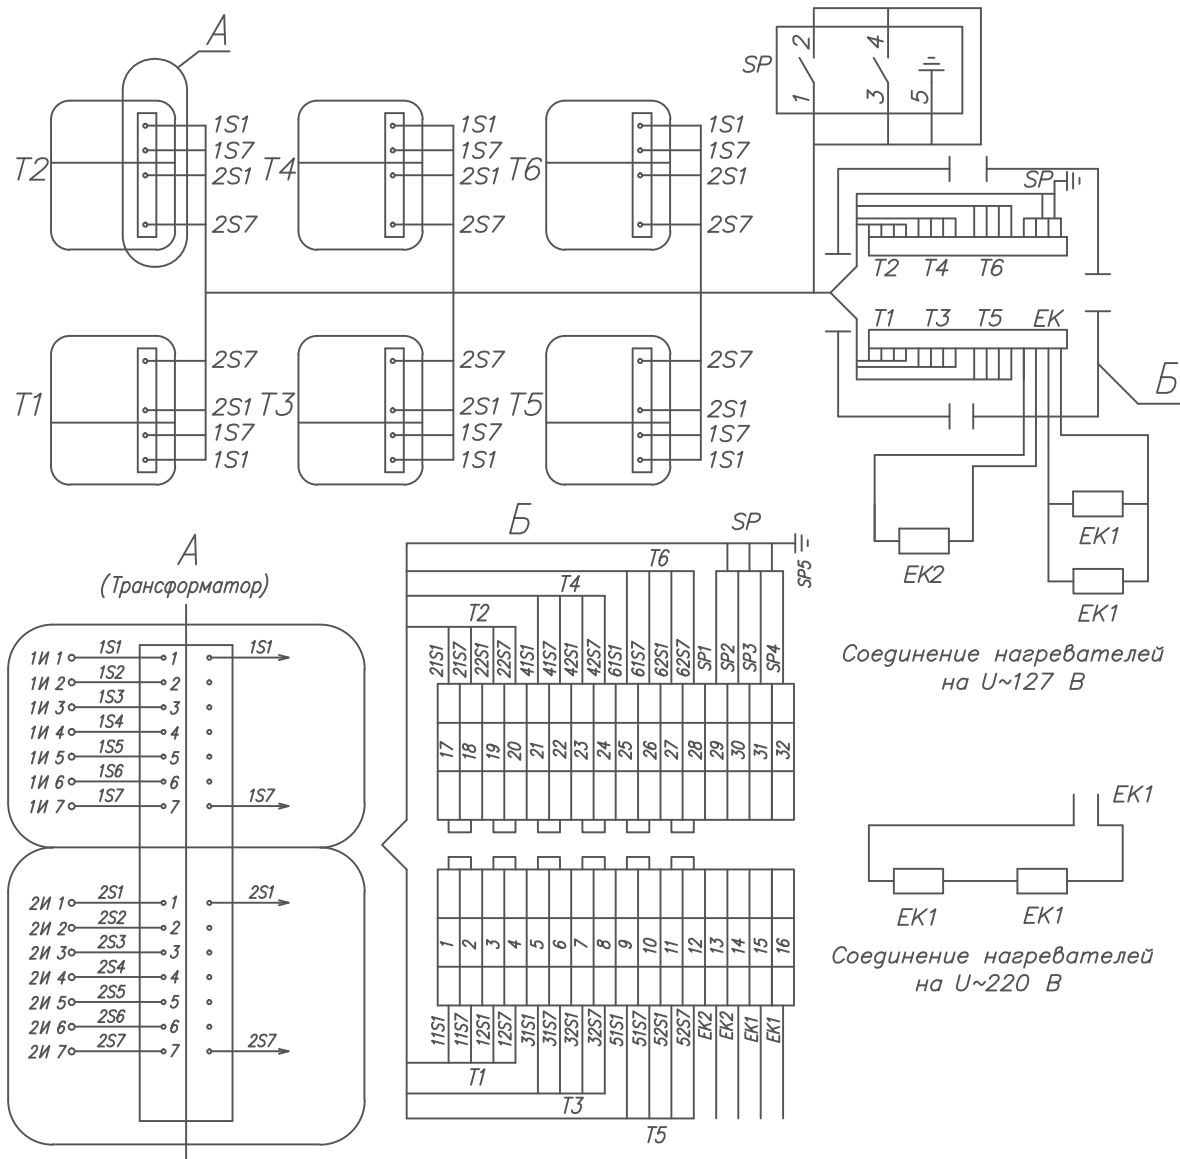 A
T2
1S1
1S7
2S1
2S7
T4
1S1
1S7
2S1
2S7
T6
1S1
1S7
2S1
2S7
SP
2
4
1
3
5
SP
T2 T4 T6
T1 T3 T5 EK
Б
T1
2S7
2S1
1S7
1S1
T3
2S7
2S1
1S7
1S1
T5
2S7
2S1
1S7
1S1
EK2
EK1
EK1
Соединение нагревателей
на U~127 В
EK1
EK1 EK1
Соединение нагревателей
на U~220 В
A
(Трансформатор)
1И 1 1S1 1 1S1
1И 2 1S2 2
1И 3 1S3 3
1И 4 1S4 4
1И 5 1S5 5
1И 6 1S6 6
1И 7 1S7 7 1S7
2И 1 2S1 1 2S1
2И 2 2S2 2
2И 3 2S3 3
2И 4 2S4 4
2И 5 2S5 5
2И 6 2S6 6
2И 7 2S7 7 2S7
Б
SP
SP5
T6
T4
T2
21S1 21S7 22S1 22S7 41S1 41S7 42S1 42S7 61S1 61S7 62S1 62S7 SP1 SP2 SP3 SP4
17 18 19 20 21 22 23 24 25 26 27 28 29 30 31 32
1 2 3 4 5 6 7 8 9 10 11 12 13 14 15 16
11S1 11S7 12S1 12S7 31S1 31S7 32S1 32S7 51S1 51S7 52S1 52S7 EK2 EK2 EK1 EK1
T1
T3
T5